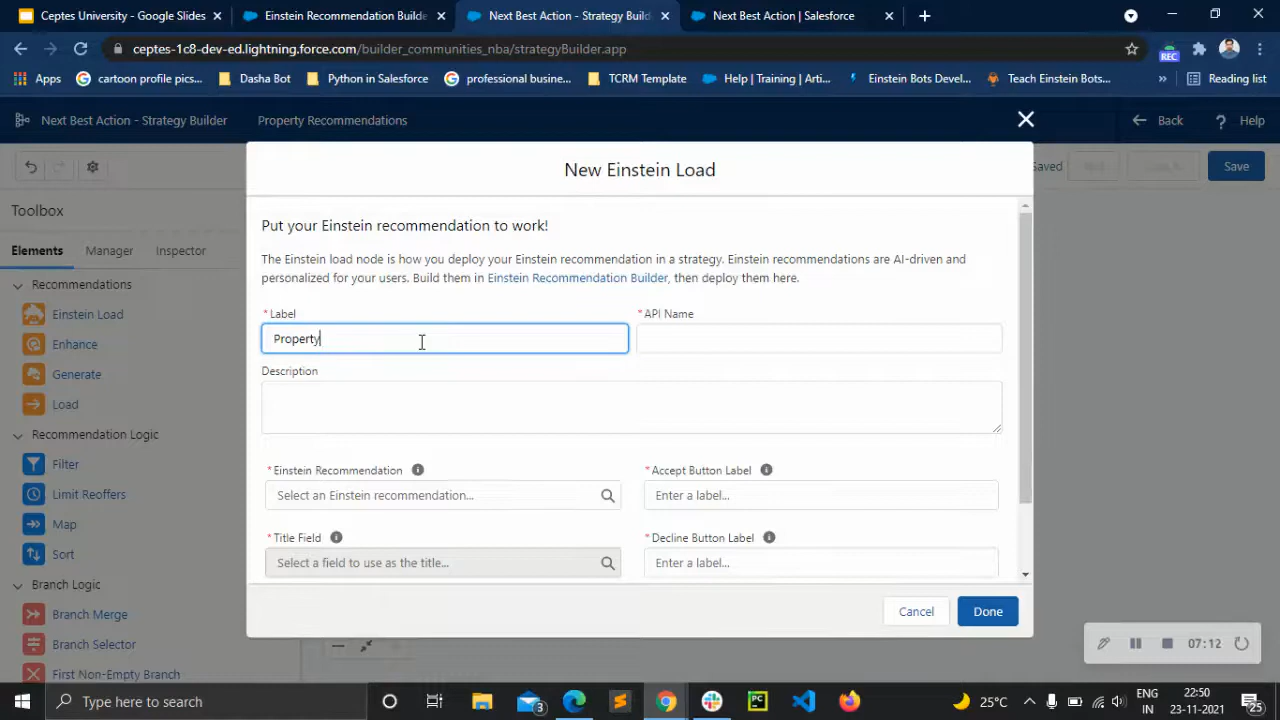 Ceptes University - Google Slides
Einstein Recommendation Builde
Next Best Action - Strategy Build
Next Best Action | Salesforce
ceptes-1c8-dev-ed.lightning.force.com/builder_communities_nba/strategyBuilder.app
REC
Apps
cartoon profile pics...
Dasha Bot
Python in Salesforce
professional busine...
TCRM Template
Help | Training | Arti...
Einstein Bots Devel...
Teach Einstein Bots...
»
Reading list
Next Best Action - Strategy Builder
Property Recommendations
Back
? Help
New Einstein Load
Saved
Save
Toolbox
Elements
Manager
Inspector
Recommendations
Einstein Load
Enhance
Generate
Load
Recommendation Logic
Filter
Limit Reoffers
Map
Sort
Branch Logic
Branch Merge
Branch Selector
First Non-Empty Branch
Put your Einstein recommendation to work!
The Einstein load node is how you deploy your Einstein recommendation in a strategy. Einstein recommendations are AI-driven and
personalized for your users. Build them in Einstein Recommendation Builder, then deploy them here.
* Label
* API Name
Property
Description
* Einstein Recommendation
* Accept Button Label
Select an Einstein recommendation...
Enter a label...
* Title Field
* Decline Button Label
Select a field to use as the title...
Enter a label...
Cancel
Done
07:12
Type here to search
3
25°C
ENG
IN
22:50
23-11-2021
25